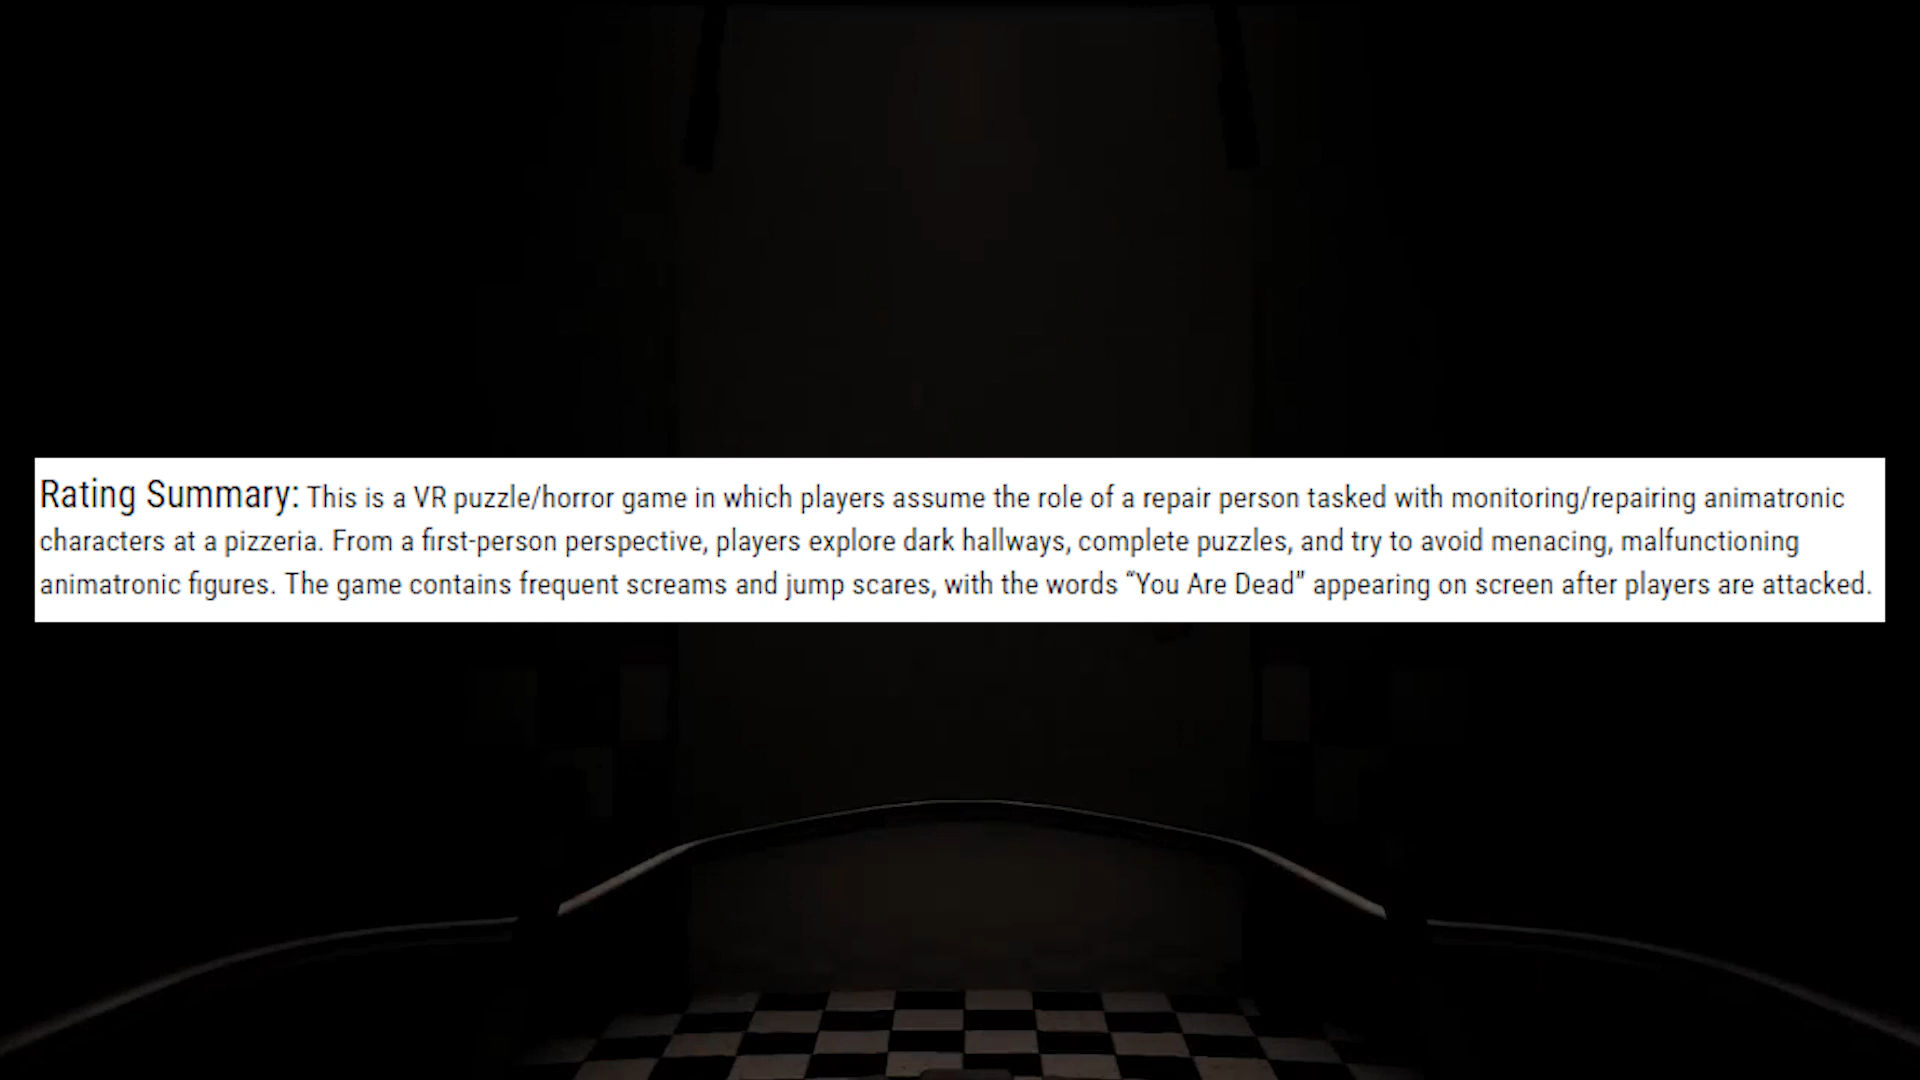 Rating Summary: This is a VR puzzle/horror game in which players assume the role of a repair person tasked with monitoring/repairing animatronic
characters at a pizzeria. From a first-person perspective, players explore dark hallways, complete puzzles, and try to avoid menacing, malfunctioning
animatronic figures. The game contains frequent screams and jump scares, with the words “You Are Dead” appearing on screen after players are attacked.